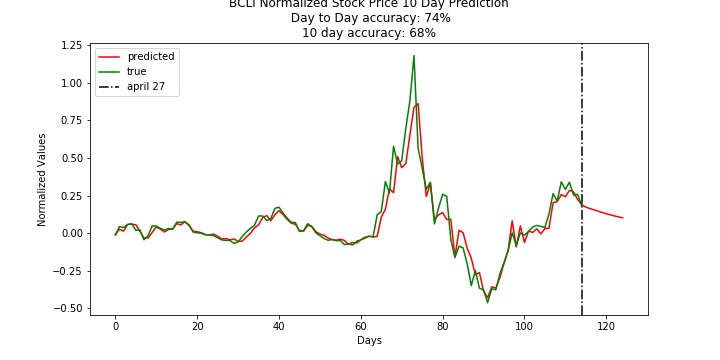 BCLI Normalized Stock Price 10 Day Prediction
Day to Day accuracy: 74%
10 day accuracy: 68%
predicted
true
april 27
Normalized Values
1.25
1.00
0.75
0.50
0.25
0.00
−0.25
−0.50
0
20
40
60
80
100
120
Days